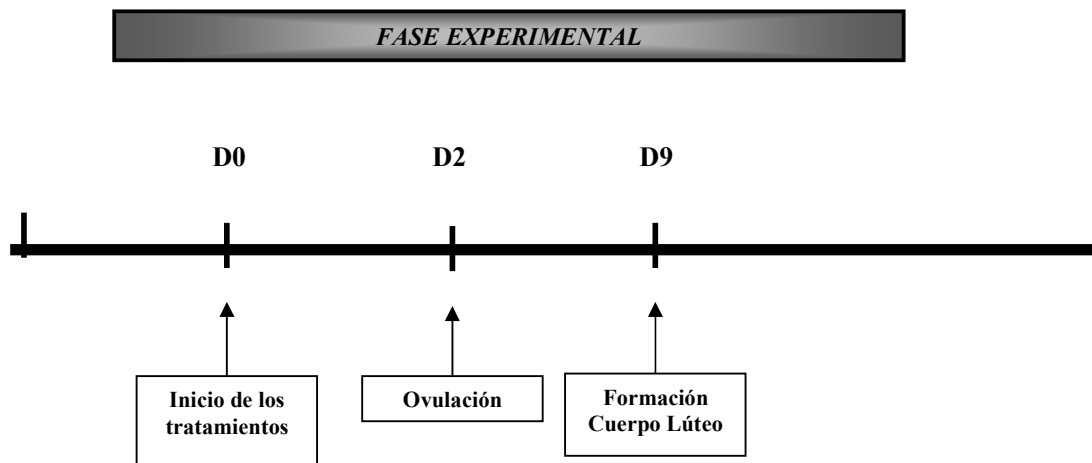 FASE EXPERIMENTAL
D0 D2 D9
Inicio de los
tratamientos
Ovulación
Formación
Cuerpo Lúteo